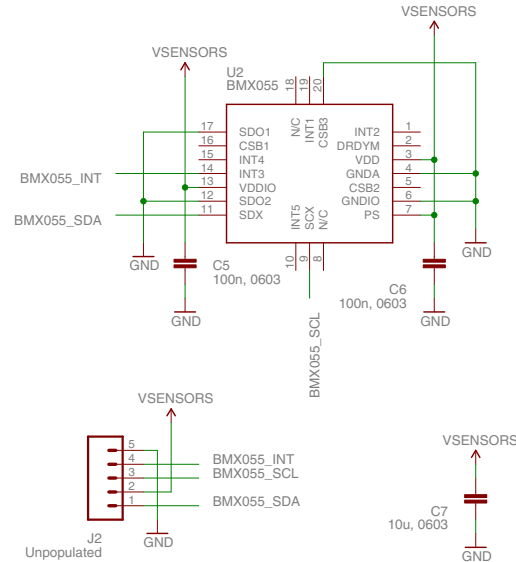 VSENSORS
VSENSORS
U2
BMX055
18
19
20
N/C
INT1
CSB3
17 SDO1
16 CSB1
15 INT4
14 INT3
13 VDDIO
12 SDO2
11 SDX
INT2 1
DRDYM 2
VDD 3
GNDA 4
CSB2 5
GNDIO 6
PS 7
INT5
SCX
N/C
10
9
8
BMX055_INT
BMX055_SDA
GND
GND
C5
100n, 0603
C6
100n, 0603
GND
GND
BMX055_SCL
VSENSORS
5
4
3
2
1
BMX055_INT
BMX055_SCL
BMX055_SDA
J2
Unpopulated
GND
VSENSORS
C7
10u, 0603
GND